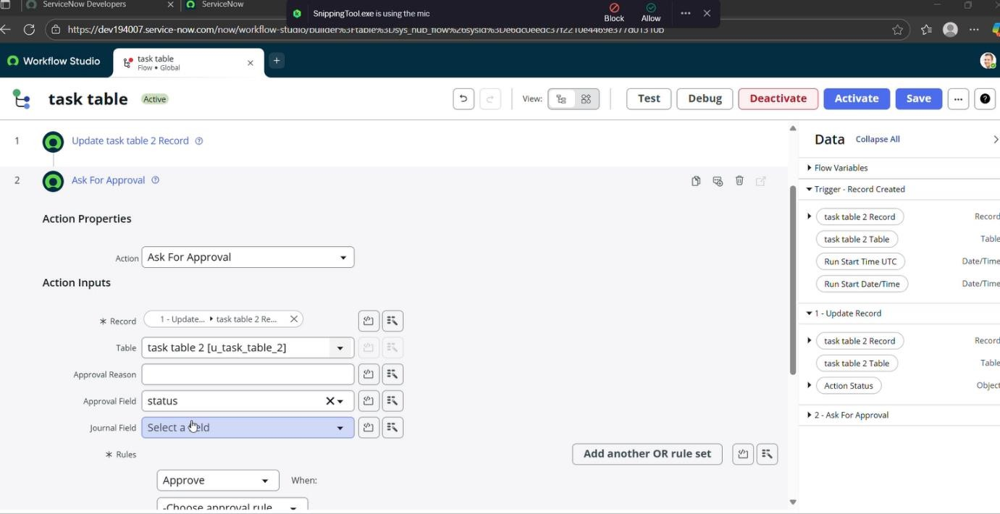 ServiceNow Developers
ServiceNow
SnippingTool.exe is using the mic
Block
Allow
https://dev194007.service-now.com/now/workflow-studio/builder%3Ftable%3Dsys_hub_flow%26sysId%3De6dc0eedc37f2210e4469e377d01310b
Workflow Studio
task table
Flow • Global
task table
Active
View:
Test
Debug
Deactivate
Activate
Save
1
Update task table 2 Record
2
Ask For Approval
Action Properties
Action
Ask For Approval
Action Inputs
* Record
1 - Update... ▸ task table 2 Re...
Table
task table 2 [u_task_table_2]
Approval Reason
Approval Field
status
Journal Field
Select a field
* Rules
Add another OR rule set
Approve
When:
-Choose approval rule
Data
Collapse All
Flow Variables
Trigger - Record Created
task table 2 Record
Record
task table 2 Table
Table
Run Start Time UTC
Date/Time
Run Start Date/Time
Date/Time
1 - Update Record
task table 2 Record
Record
task table 2 Table
Table
Action Status
Object
2 - Ask For Approval